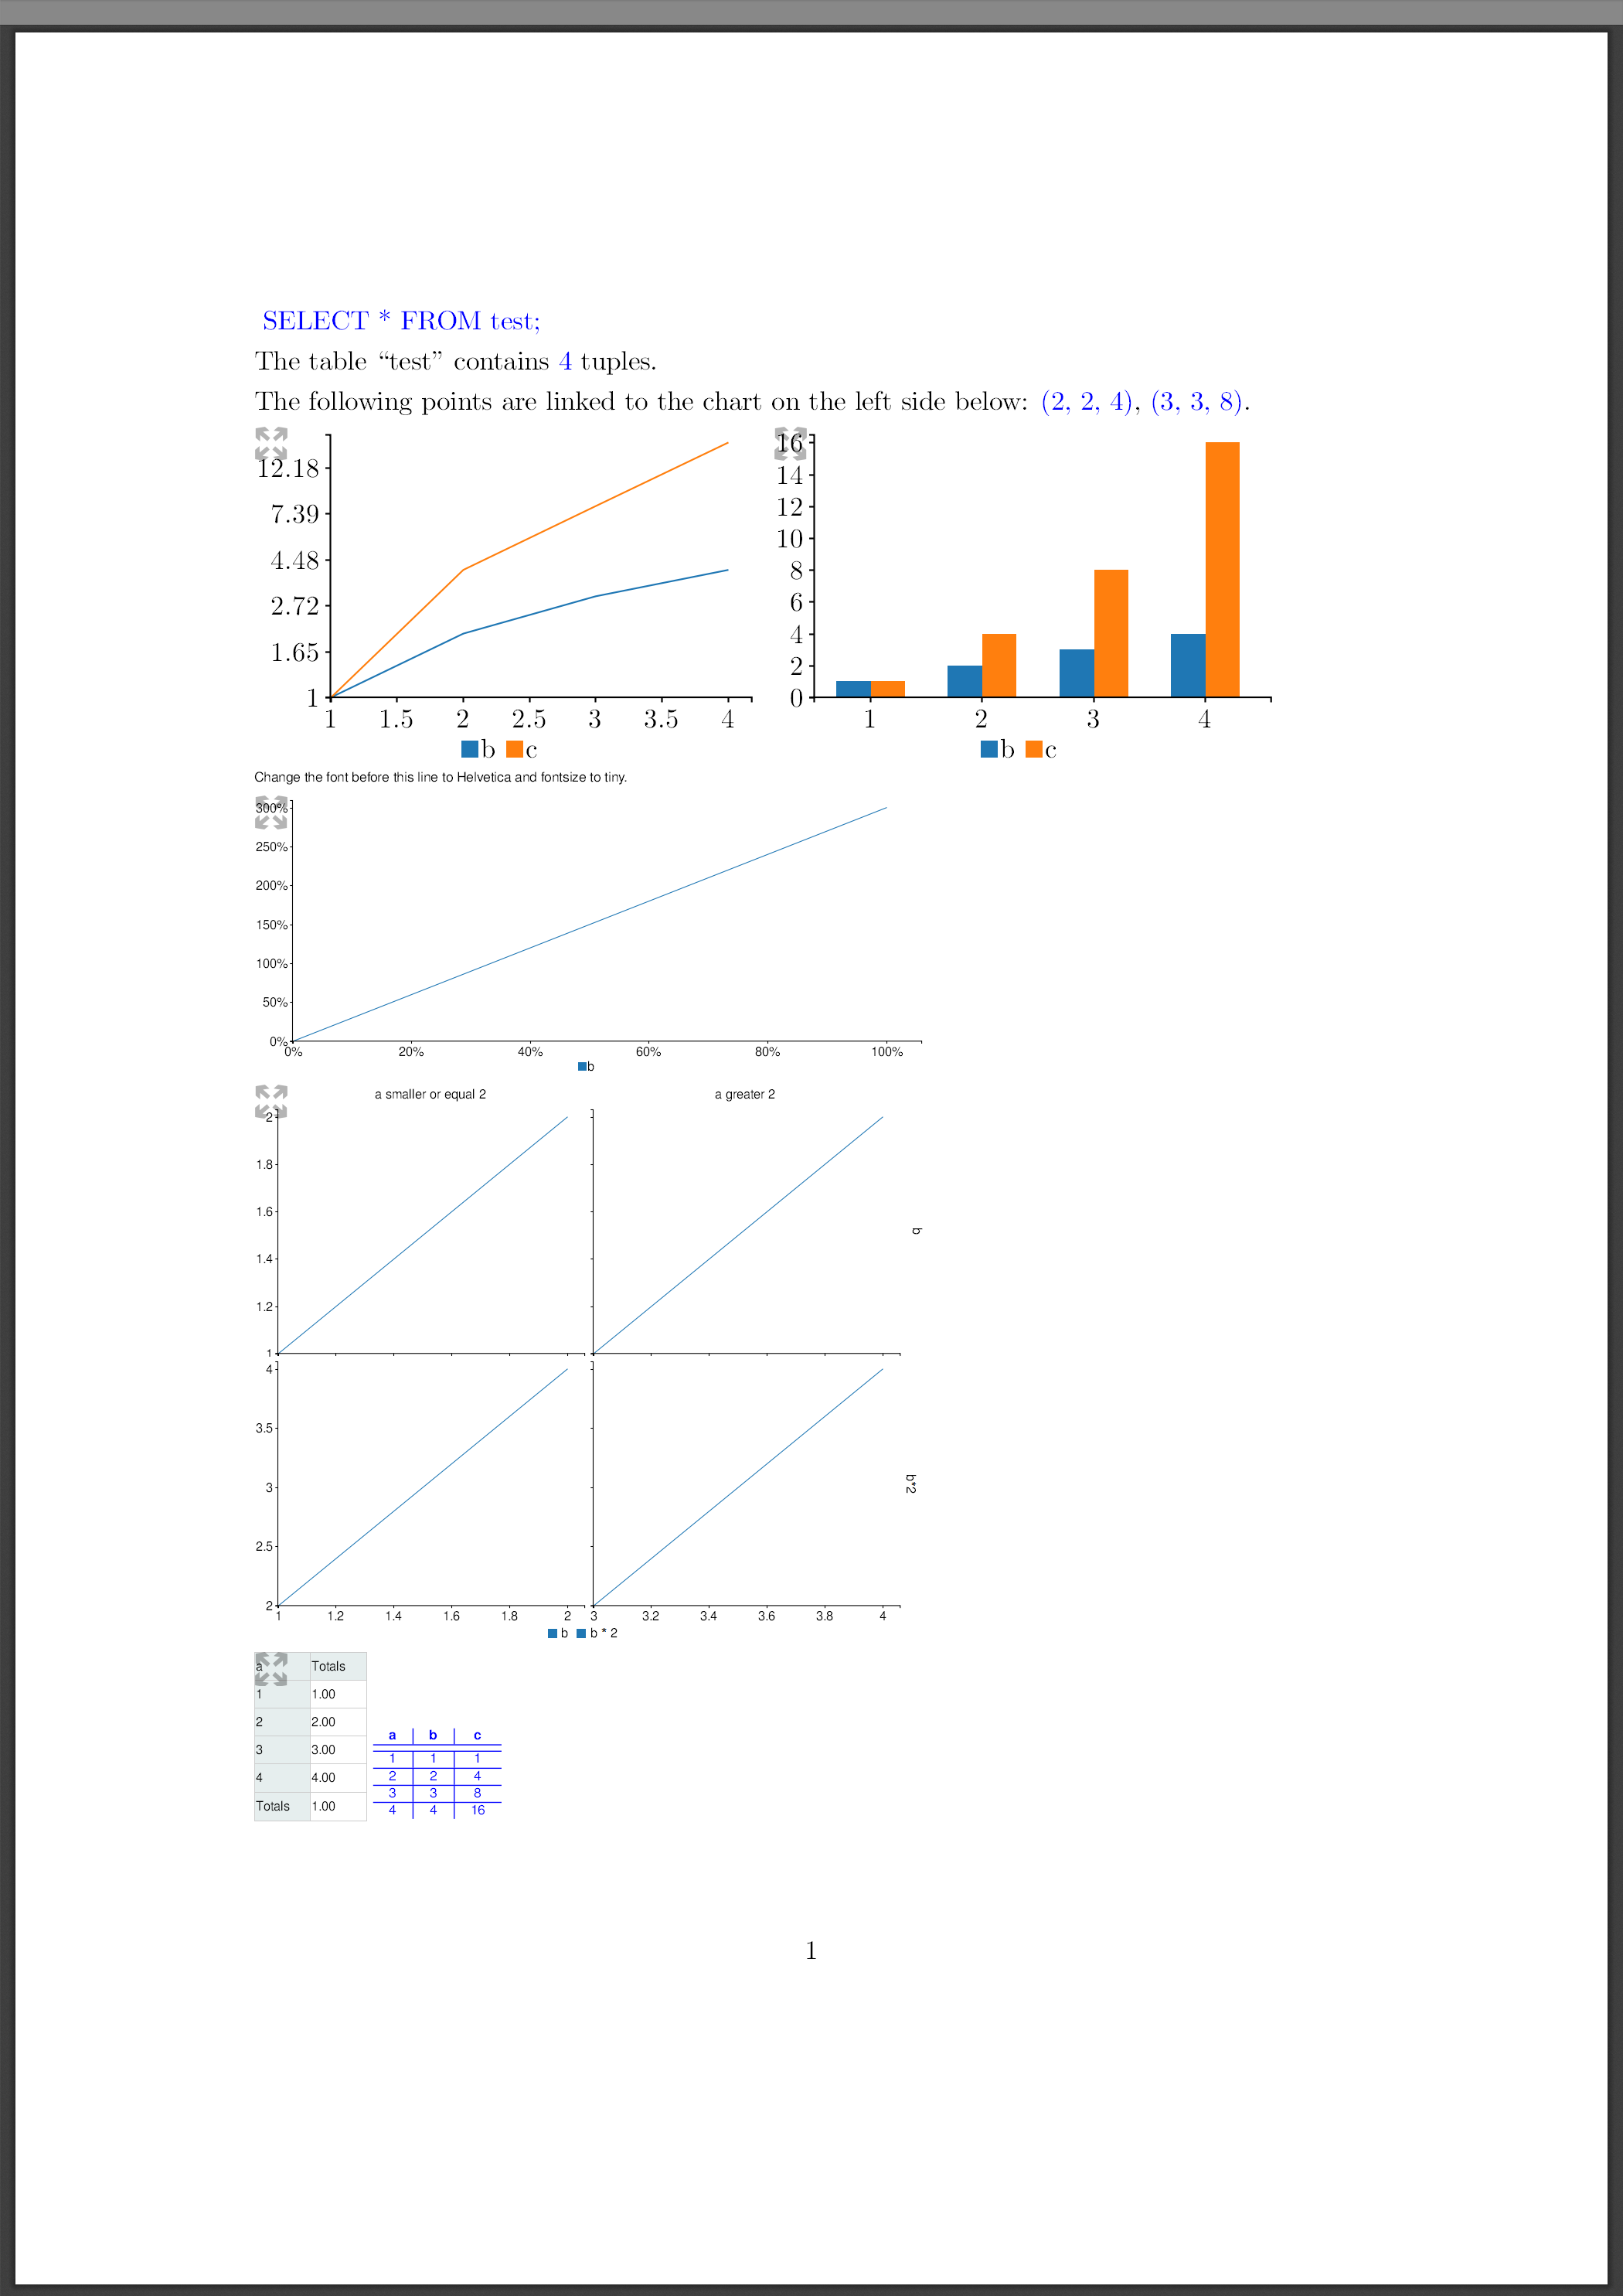 SELECT * FROM test;
The table “test” contains 4 tuples.
The following points are linked to the chart on the left side below: (2, 2, 4), (3, 3, 8).
12.18
7.39
4.48
2.72
1.65
1
1 1.5 2 2.5 3 3.5 4
b c
16
14
12
10
8
6
4
2
0
1 2 3 4
b c
Change the font before this line to Helvetica and fontsize to tiny.
300%
250%
200%
150%
100%
50%
0%
0% 20% 40% 60% 80% 100%
b
a smaller or equal 2 a greater 2
2
1.8
1.6
1.4
1.2
1
b
4
3.5
3
2.5
2
b*2
1 1.2 1.4 1.6 1.8 2 3 3.2 3.4 3.6 3.8 4
b b * 2
a Totals
1 1.00
2 2.00
3 3.00
4 4.00
Totals 1.00
a b c
1 1 1
2 2 4
3 3 8
4 4 16
1